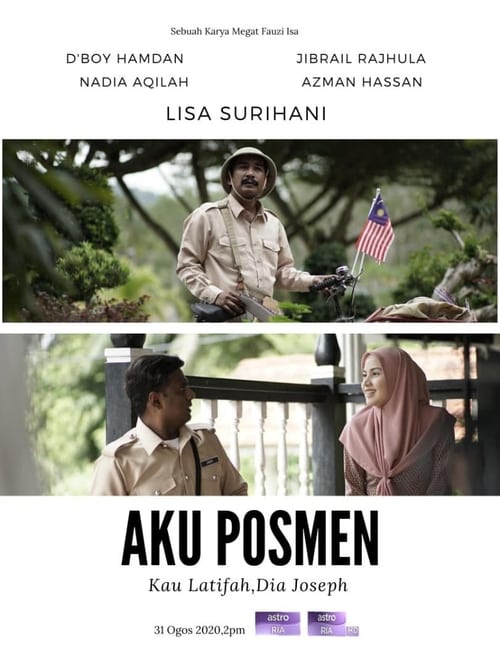 Sebuah Karya Megat Fauzi Isa
D'BOY HAMDAN JIBRAIL RAJHULA
NADIA AQILAH AZMAN HASSAN
LISA SURIHANI
AKU POSMEN
Kau Latifah,Dia Joseph
31 Ogos 2020,2pm astro RIA astro RIA HD